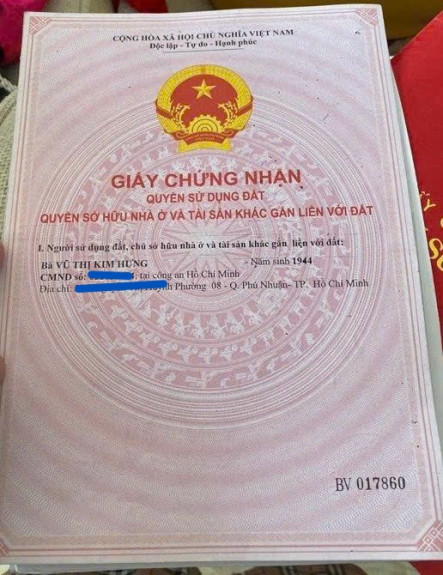 CỘNG HÒA XÃ HỘI CHỦ NGHĨA VIỆT NAM
Độc lập - Tự do - Hạnh phúc
GIẤY CHỨNG NHẬN
QUYỀN SỬ DỤNG ĐẤT
QUYỀN SỞ HỮU NHÀ Ở VÀ TÀI SẢN KHÁC GẮN LIỀN VỚI ĐẤT
I. Người sử dụng đất, chủ sở hữu nhà ở và tài sản khác gắn liền với đất:
Bà VŨ THỊ KIM HƯNG - Năm sinh 1944
CMND số: tại công an Hồ Chí Minh
Địa chỉ: Phường 08 - Q. Phú Nhuận- TP. Hồ Chí Minh
BV 017860